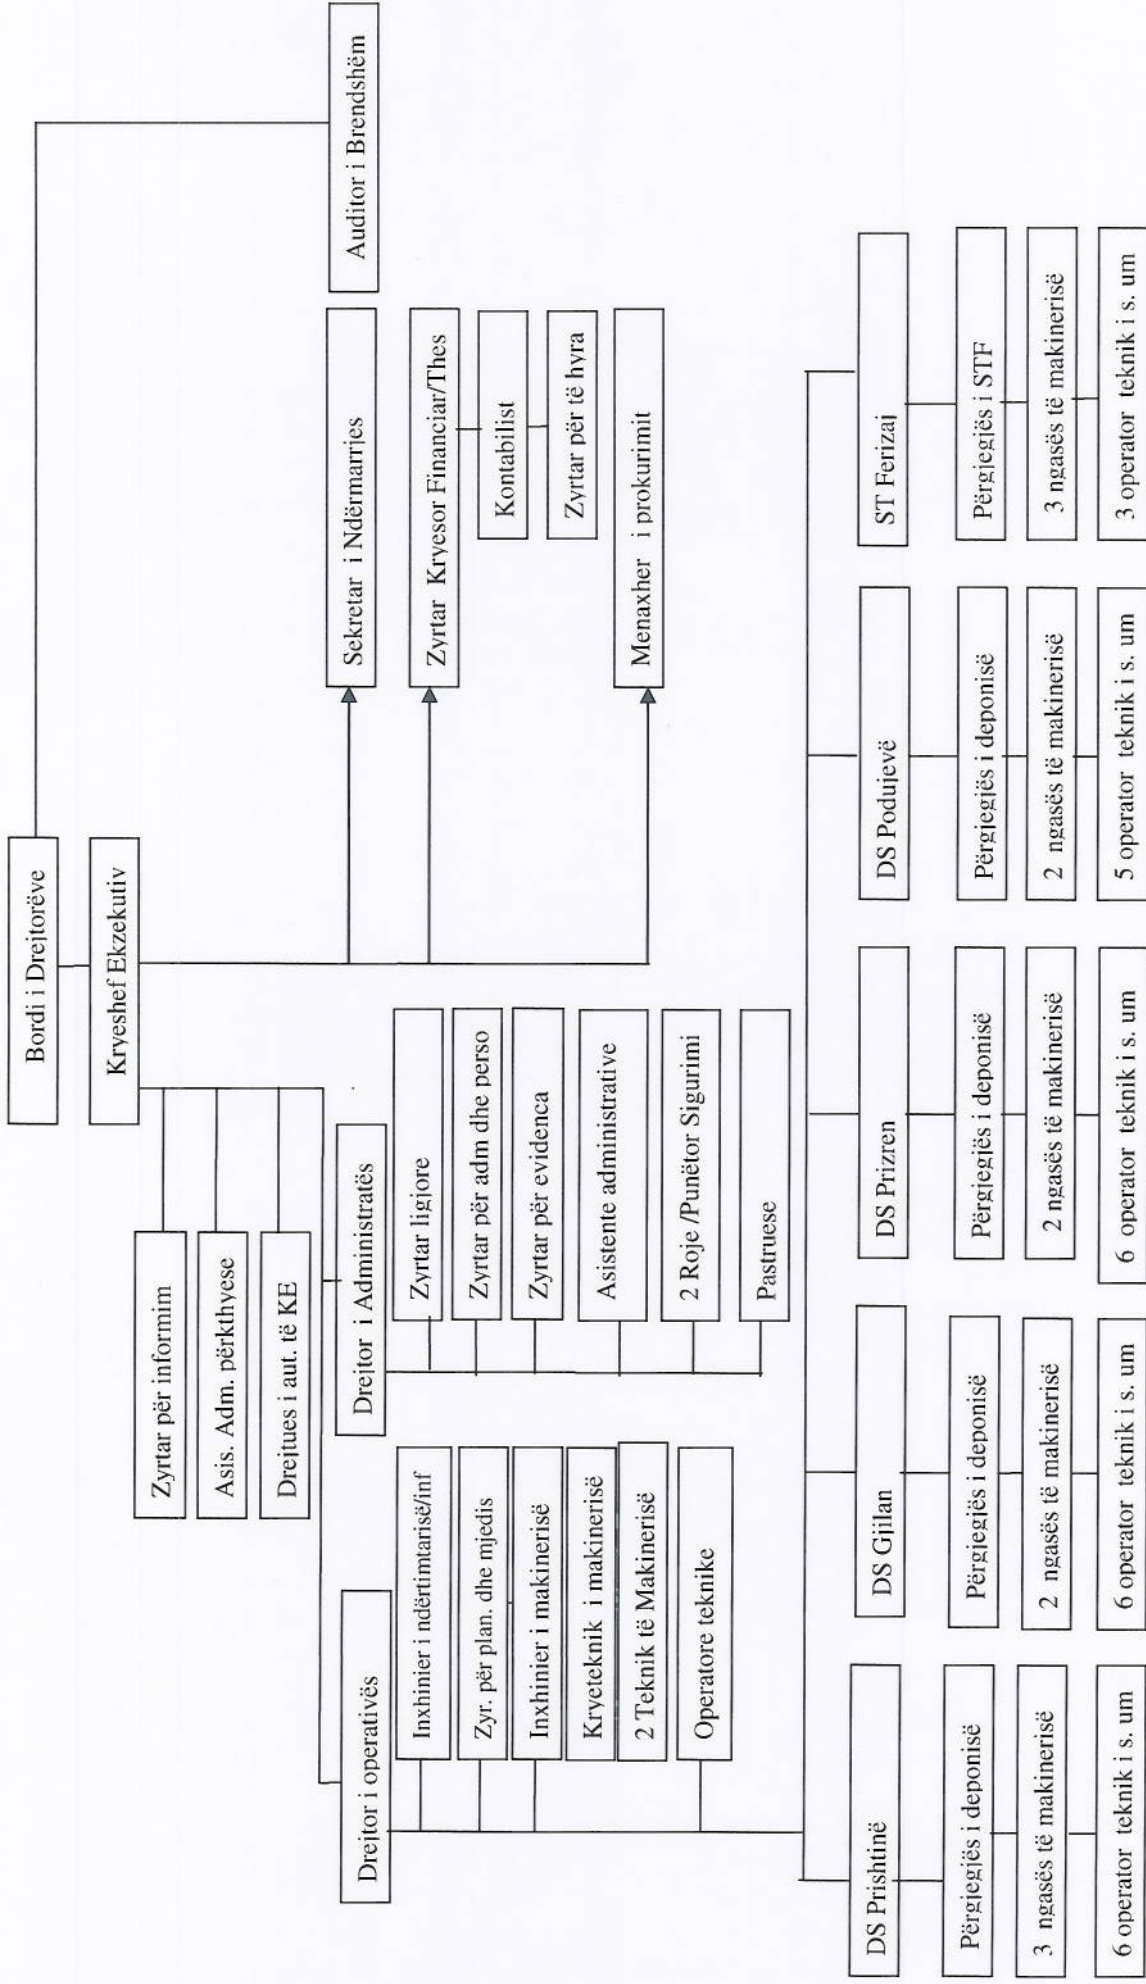 Bordi i Drejtorëve
Kryeshef Ekzekutiv
Auditor i Brendshëm
Zyrtar për informim
Asis. Adm. përkthyese
Drejtues i aut. të KE
Sekretar i Ndërmarrjes
Zyrtar Kryesor Financiar/Thes
Kontabilist
Zyrtar për të hyra
Menaxher i prokurimit
Drejtor i Administratës
Zyrtar ligjore
Zyrtar për adm dhe perso
Zyrtar për evidenca
Asistente administrative
2 Roje /Punëtor Sigurimi
Pastruese
Drejtor i operativës
Inxhinier i ndërtimtarisë/inf
Zyr. për plan. dhe mjedis
Inxhinier i makinerisë
Kryeteknik i makinerisë
2 Teknik të Makinerisë
Operatore teknike
DS Prishtinë
Përgjegjës i deponisë
3 ngasës të makinerisë
6 operator teknik i s. um
DS Gjilan
Përgjegjës i deponisë
2 ngasës të makinerisë
6 operator teknik i s. um
DS Prizren
Përgjegjës i deponisë
2 ngasës të makinerisë
6 operator teknik i s. um
DS Podujevë
Përgjegjës i deponisë
2 ngasës të makinerisë
5 operator teknik i s. um
ST Ferizaj
Përgjegjës i STF
3 ngasës të makinerisë
3 operator teknik i s. um